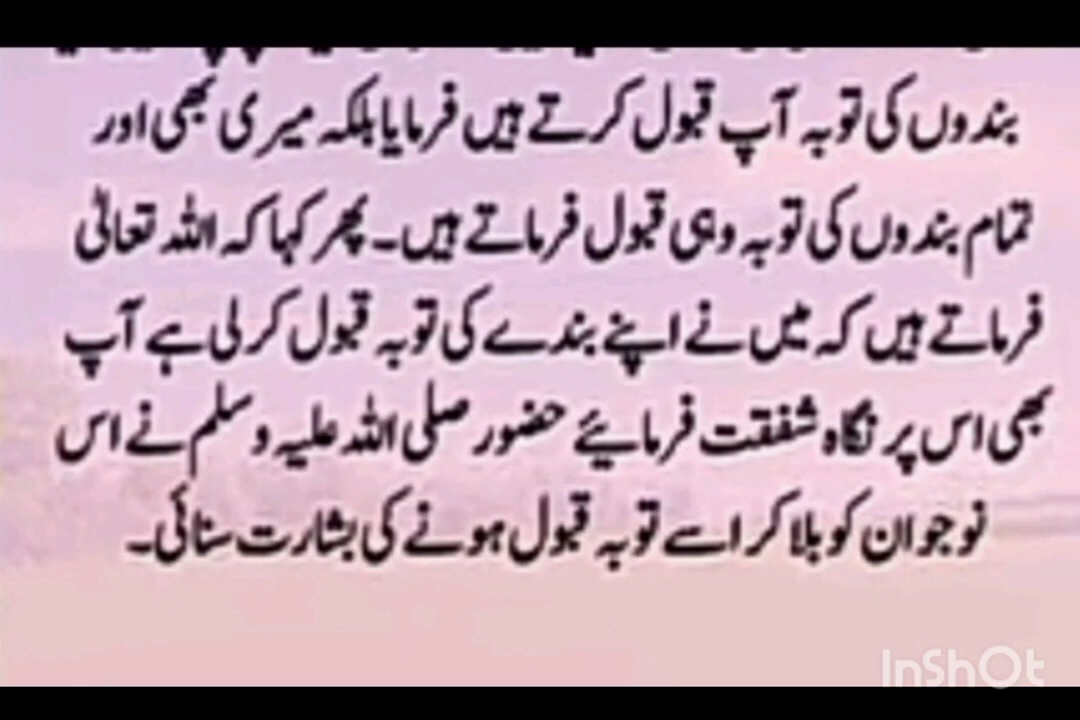 بندوں کی توبہ آپ قبول کرتے ہیں فرمایا بلکہ میری بھی اور
تمام بندوں کی توبہ وہی قبول فرماتے ہیں۔ پھر کہا کہ اللہ تعالیٰ
فرماتے ہیں کہ میں نے اپنے بندے کی توبہ قبول کر لی ہے آپ
بھی اس پر نگاہ شفقت فرمائیے حضور صلی اللہ علیہ وسلم نے اس
نوجوان کو بلا کر اسے توبہ قبول ہونے کی بشارت سنائی۔
InShOt